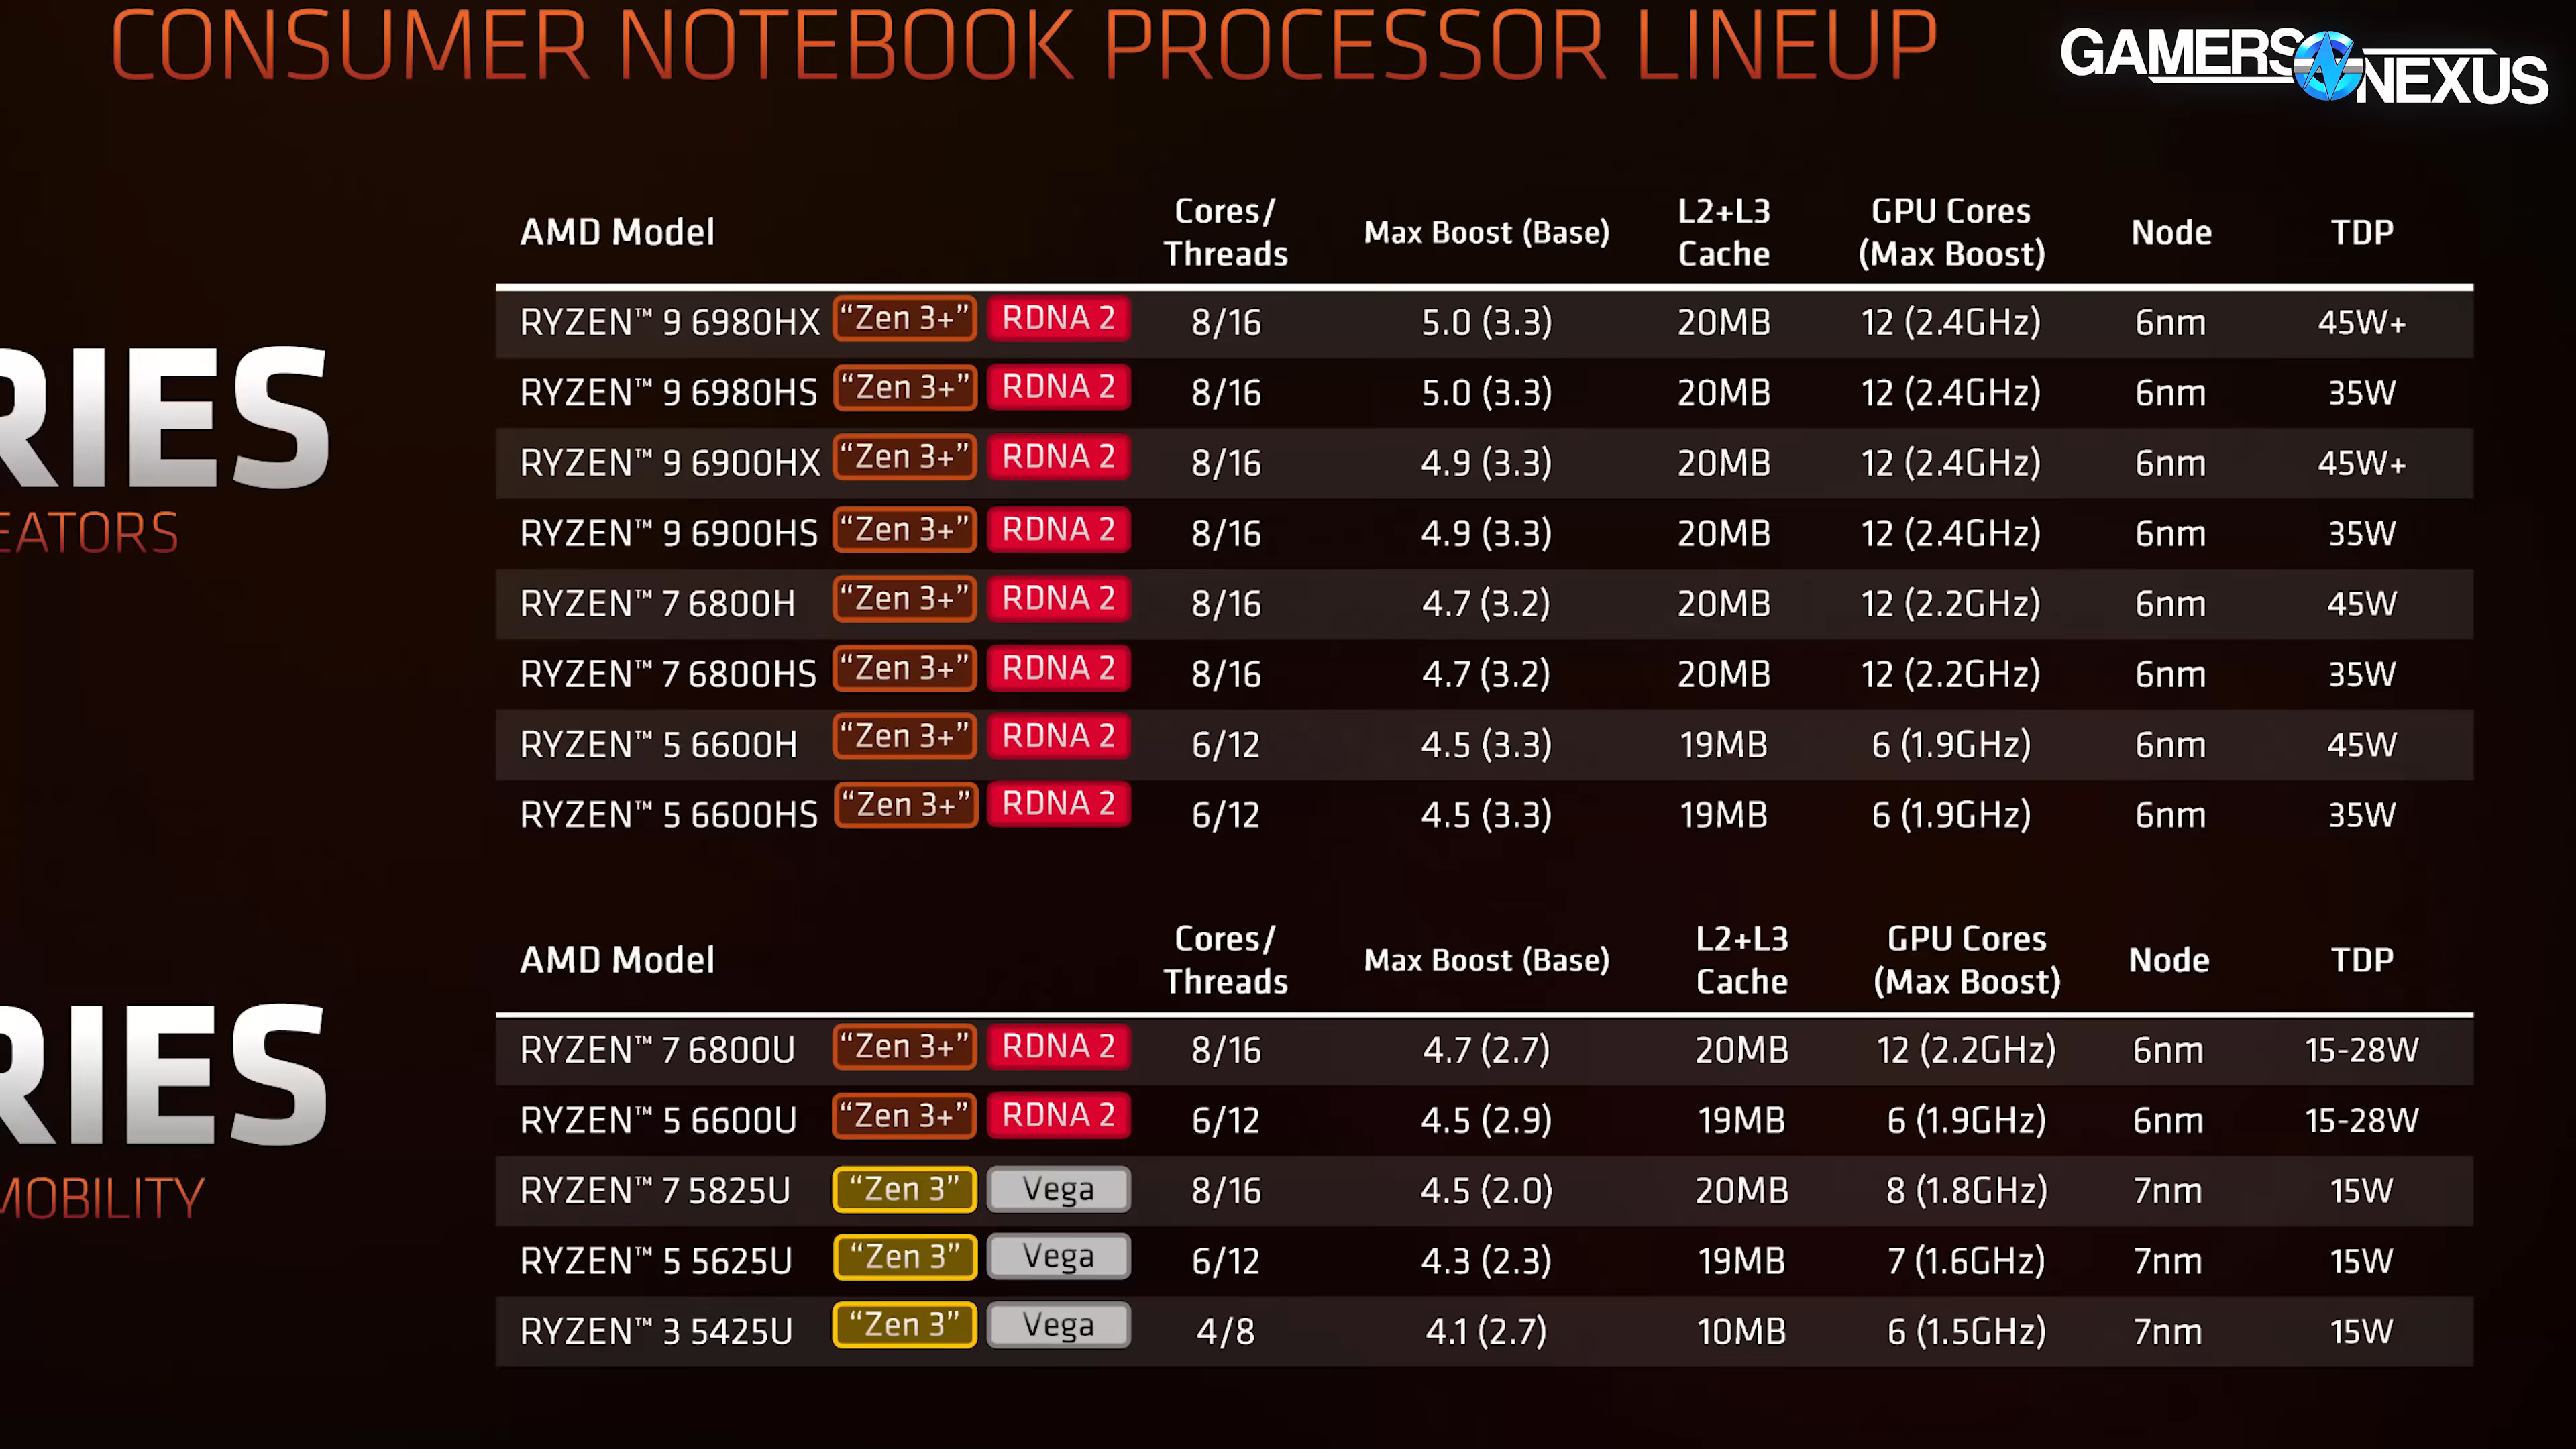 CONSUMER NOTEBOOK PROCESSOR LINEUP
GAMERS NEXUS
RIES
EATORS
AMD Model Cores/Threads Max Boost (Base) L2+L3 Cache GPU Cores (Max Boost) Node TDP
RYZEN™ 9 6980HX “Zen 3+” RDNA 2 8/16 5.0 (3.3) 20MB 12 (2.4GHz) 6nm 45W+
RYZEN™ 9 6980HS “Zen 3+” RDNA 2 8/16 5.0 (3.3) 20MB 12 (2.4GHz) 6nm 35W
RYZEN™ 9 6900HX “Zen 3+” RDNA 2 8/16 4.9 (3.3) 20MB 12 (2.4GHz) 6nm 45W+
RYZEN™ 9 6900HS “Zen 3+” RDNA 2 8/16 4.9 (3.3) 20MB 12 (2.4GHz) 6nm 35W
RYZEN™ 7 6800H “Zen 3+” RDNA 2 8/16 4.7 (3.2) 20MB 12 (2.2GHz) 6nm 45W
RYZEN™ 7 6800HS “Zen 3+” RDNA 2 8/16 4.7 (3.2) 20MB 12 (2.2GHz) 6nm 35W
RYZEN™ 5 6600H “Zen 3+” RDNA 2 6/12 4.5 (3.3) 19MB 6 (1.9GHz) 6nm 45W
RYZEN™ 5 6600HS “Zen 3+” RDNA 2 6/12 4.5 (3.3) 19MB 6 (1.9GHz) 6nm 35W
RIES
MOBILITY
AMD Model Cores/Threads Max Boost (Base) L2+L3 Cache GPU Cores (Max Boost) Node TDP
RYZEN™ 7 6800U “Zen 3+” RDNA 2 8/16 4.7 (2.7) 20MB 12 (2.2GHz) 6nm 15-28W
RYZEN™ 5 6600U “Zen 3+” RDNA 2 6/12 4.5 (2.9) 19MB 6 (1.9GHz) 6nm 15-28W
RYZEN™ 7 5825U “Zen 3” Vega 8/16 4.5 (2.0) 20MB 8 (1.8GHz) 7nm 15W
RYZEN™ 5 5625U “Zen 3” Vega 6/12 4.3 (2.3) 19MB 7 (1.6GHz) 7nm 15W
RYZEN™ 3 5425U “Zen 3” Vega 4/8 4.1 (2.7) 10MB 6 (1.5GHz) 7nm 15W